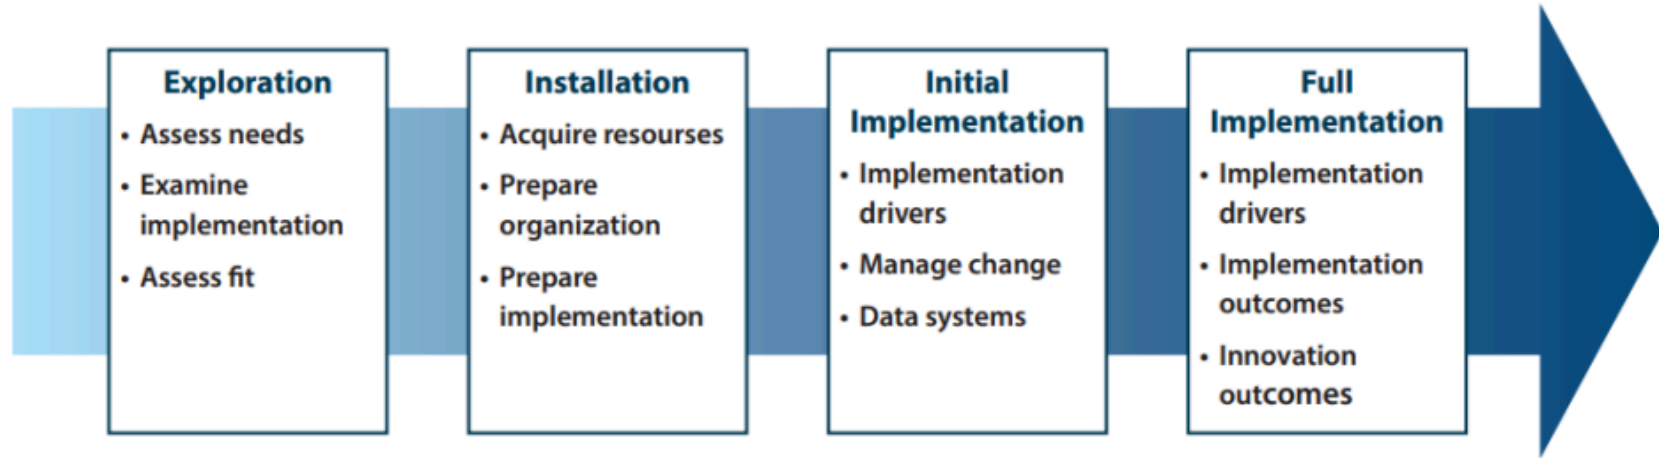 Exploration
• Assess needs
• Examine
implementation
• Assess fit
Installation
• Acquire resourses
• Prepare
organization
• Prepare
implementation
Initial
Implementation
• Implementation
drivers
• Manage change
• Data systems
Full
Implementation
• Implementation
drivers
• Implementation
outcomes
• Innovation
outcomes